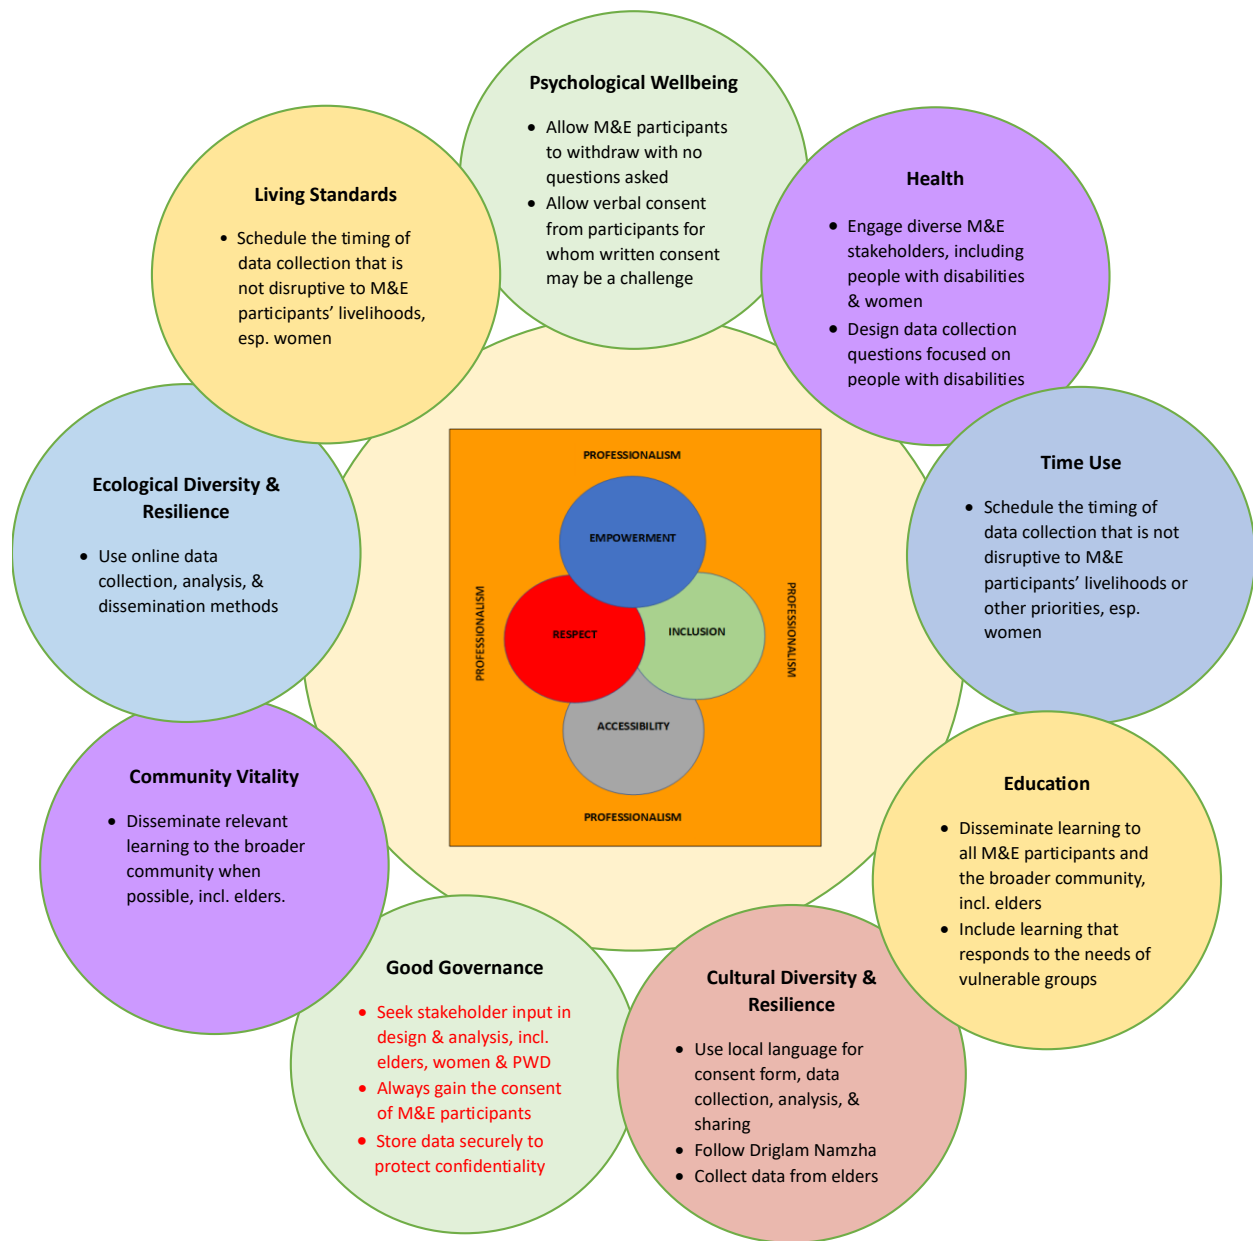 Psychological Wellbeing
• Allow M&E participants
to withdraw with no
questions asked
• Allow verbal consent
from participants for
whom written consent
may be a challenge
Health
• Engage diverse M&E
stakeholders, including
people with disabilities
& women
• Design data collection
questions focused on
people with disabilities
Time Use
• Schedule the timing of
data collection that is not
disruptive to M&E
participants’ livelihoods or
other priorities, esp.
women
Education
• Disseminate learning to
all M&E participants and
the broader community,
incl. elders
• Include learning that
responds to the needs of
vulnerable groups
Cultural Diversity &
Resilience
• Use local language for
consent form, data
collection, analysis, &
sharing
• Follow Driglam Namzha
• Collect data from elders
Good Governance
• Seek stakeholder input in
design & analysis, incl.
elders, women & PWD
• Always gain the consent
of M&E participants
• Store data securely to
protect confidentiality
Community Vitality
• Disseminate relevant
learning to the broader
community when
possible, incl. elders.
Ecological Diversity &
Resilience
• Use online data
collection, analysis, &
dissemination methods
Living Standards
• Schedule the timing of
data collection that is
not disruptive to M&E
participants’ livelihoods,
esp. women
PROFESSIONALISM
EMPOWERMENT
PROFESSIONALISM
RESPECT
INCLUSION
PROFESSIONALISM
ACCESSIBILITY
PROFESSIONALISM